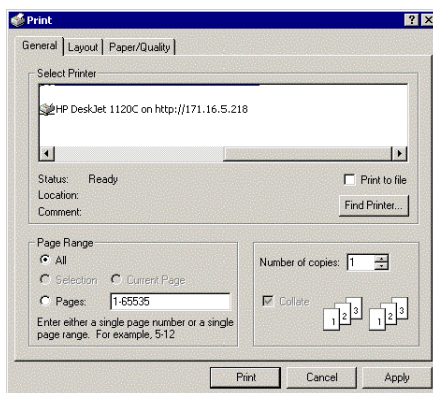 Print
General Layout Paper/Quality
Select Printer
HP DeskJet 1120C on http://171.16.5.218
Status: Ready
Print to file
Location:
Comment:
Find Printer...
Page Range
All
Selection Current Page
Pages: 1-65535
Enter either a single page number or a single
page range. For example, 5-12
Number of copies: 1
Collate
1 2 3 1 2 3
Print Cancel Apply